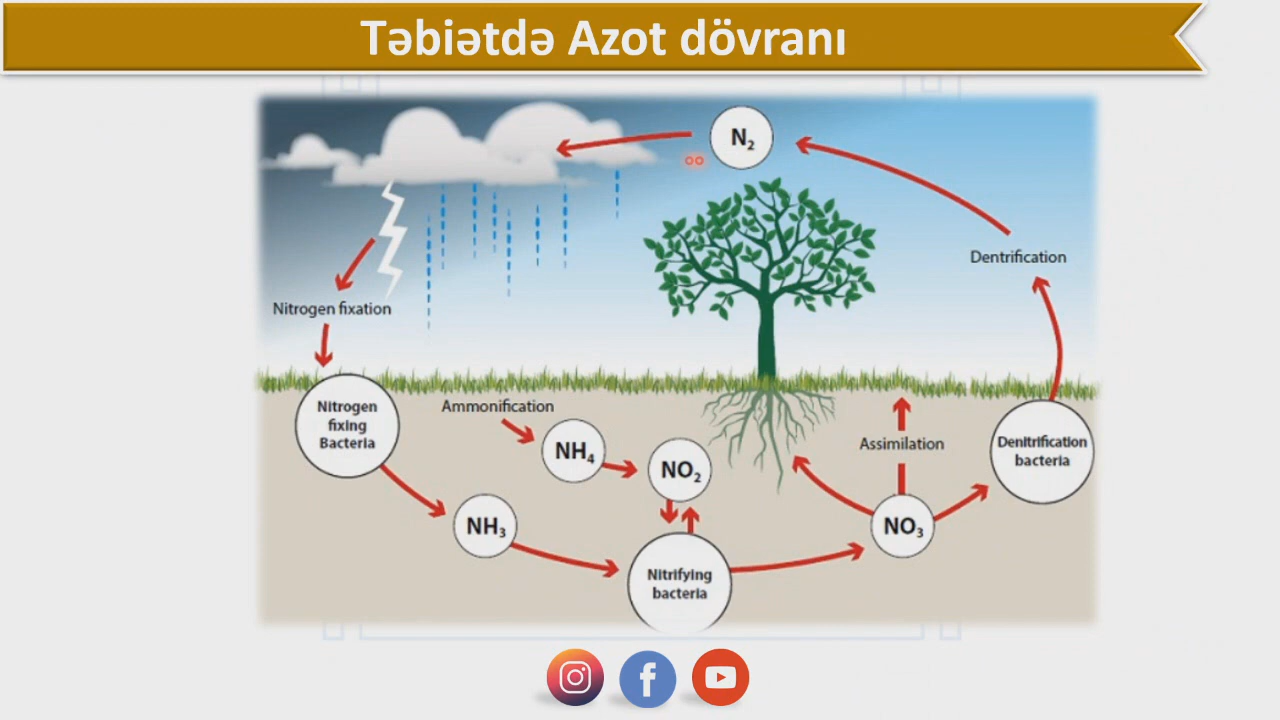 Təbiətdə Azot dövranı
N₂
Dentrification
Nitrogen fixation
Nitrogen
fixing
Bacteria
Ammonification
NH₄
NO₂
Assimilation
Denitrification
bacteria
NH₃
NO₃
Nitrifying
bacteria